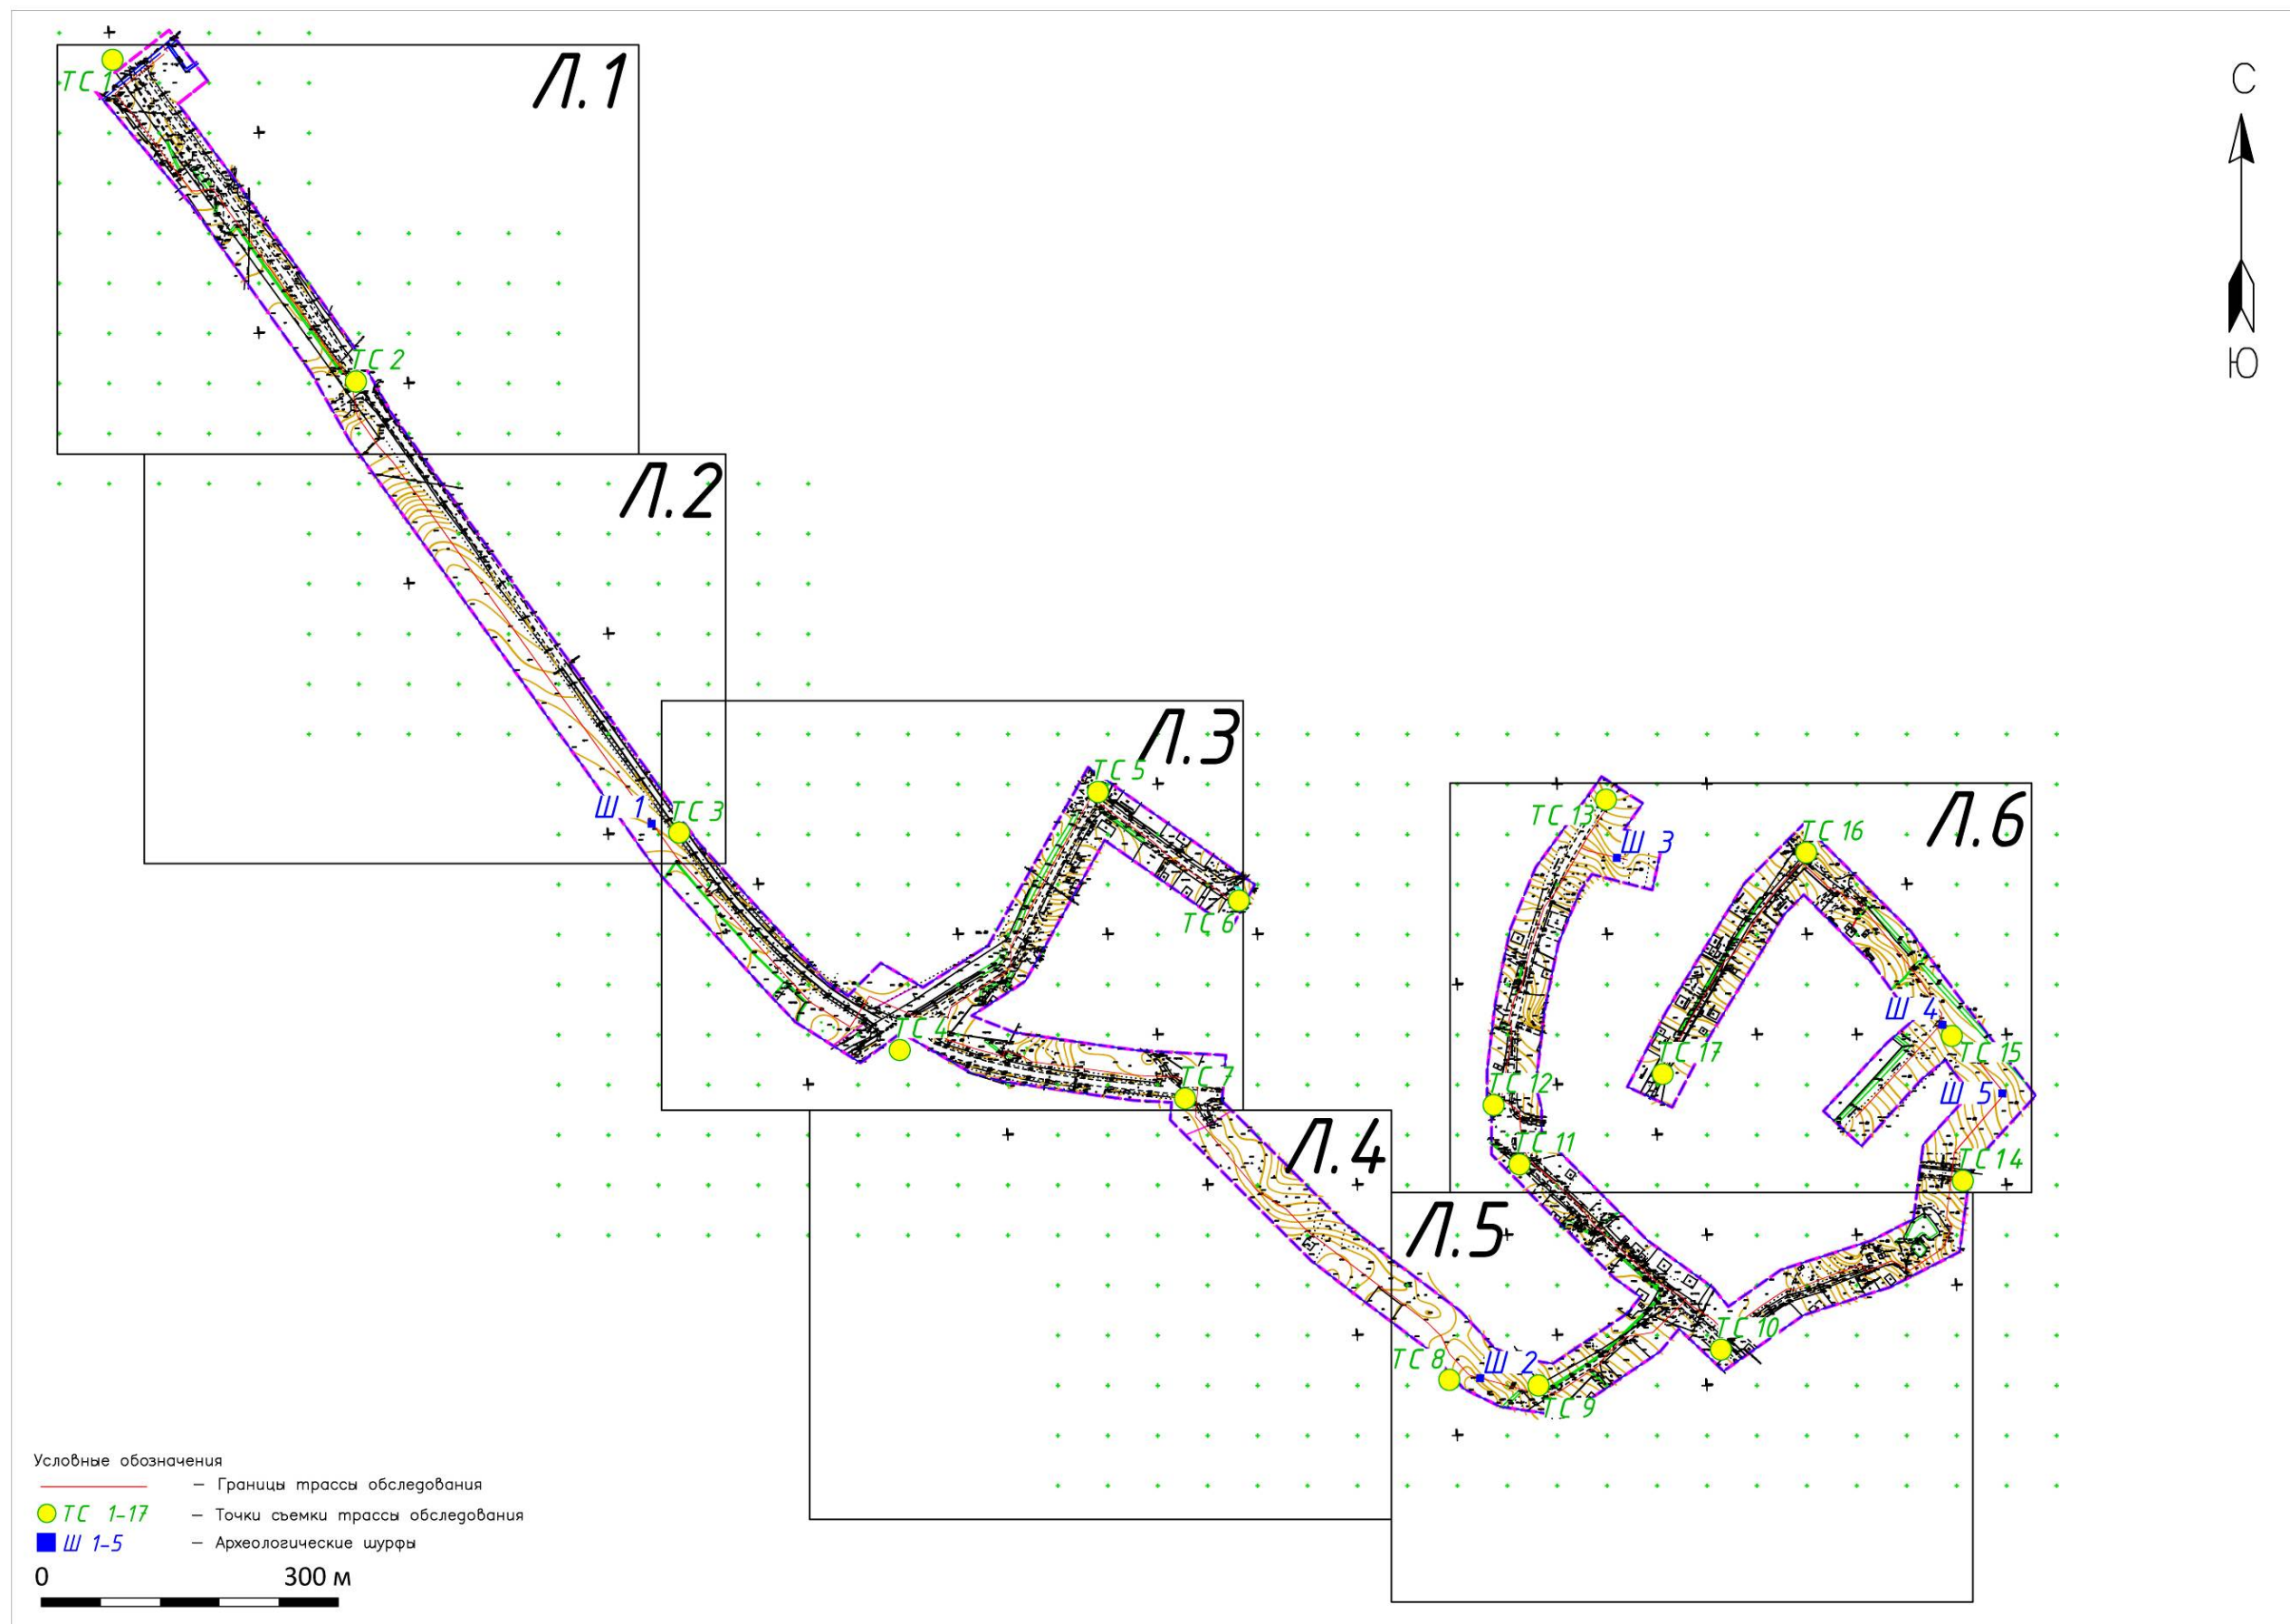 С
Ю
Л.1
ТС 1
ТС 2
Л.2
Ш 1
ТС 3
Л.3
ТС 5
ТС 6
ТС 4
ТС 7
Л.4
Л.5
ТС 8
Ш 2
ТС 9
ТС 10
Л.6
ТС 13
Ш 3
ТС 16
Ш 4
ТС 15
ТС 17
Ш 5
ТС 12
ТС 11
ТС 14
Условные обозначения
— Границы трассы обследования
ТС 1-17 — Точки съемки трассы обследования
Ш 1-5 — Археологические шурфы
0 300 м